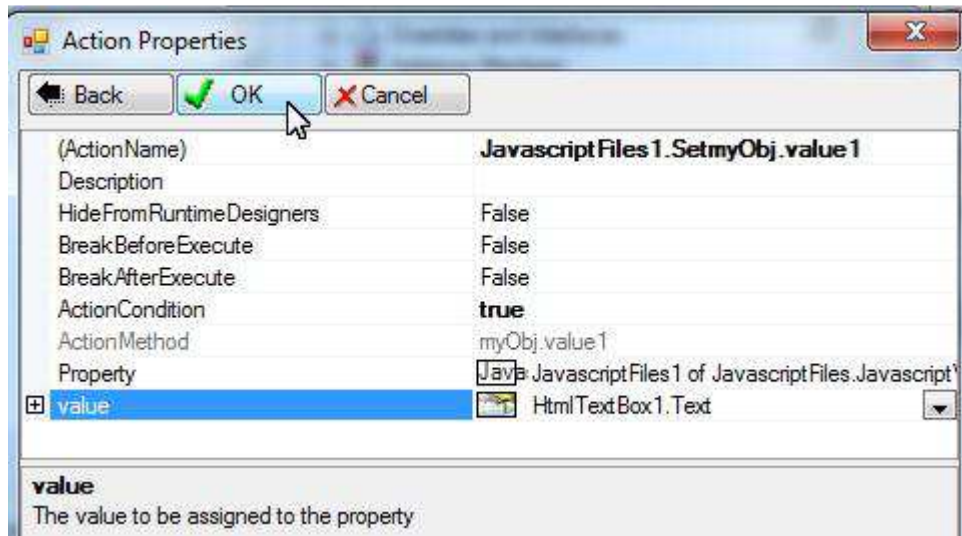 Action Properties
Back OK Cancel
(ActionName) JavascriptFiles1.SetmyObj.value1
Description
HideFromRuntimeDesigners False
BreakBeforeExecute False
BreakAfterExecute False
ActionCondition true
ActionMethod myObj.value1
Property Java JavascriptFiles1 of JavascriptFiles.Javascript
value HtmlTextBox1.Text
value
The value to be assigned to the property